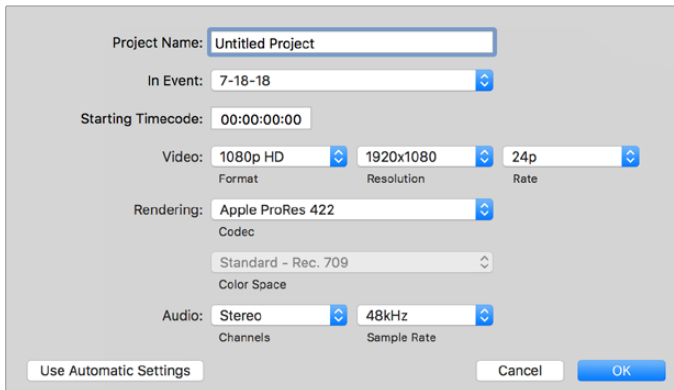 Project Name: Untitled Project
In Event: 7-18-18
Starting Timecode: 00:00:00:00
Video: 1080p HD 1920x1080 24p
Format Resolution Rate
Rendering: Apple ProRes 422
Codec
Standard - Rec. 709
Color Space
Audio: Stereo 48kHz
Channels Sample Rate
Use Automatic Settings Cancel OK